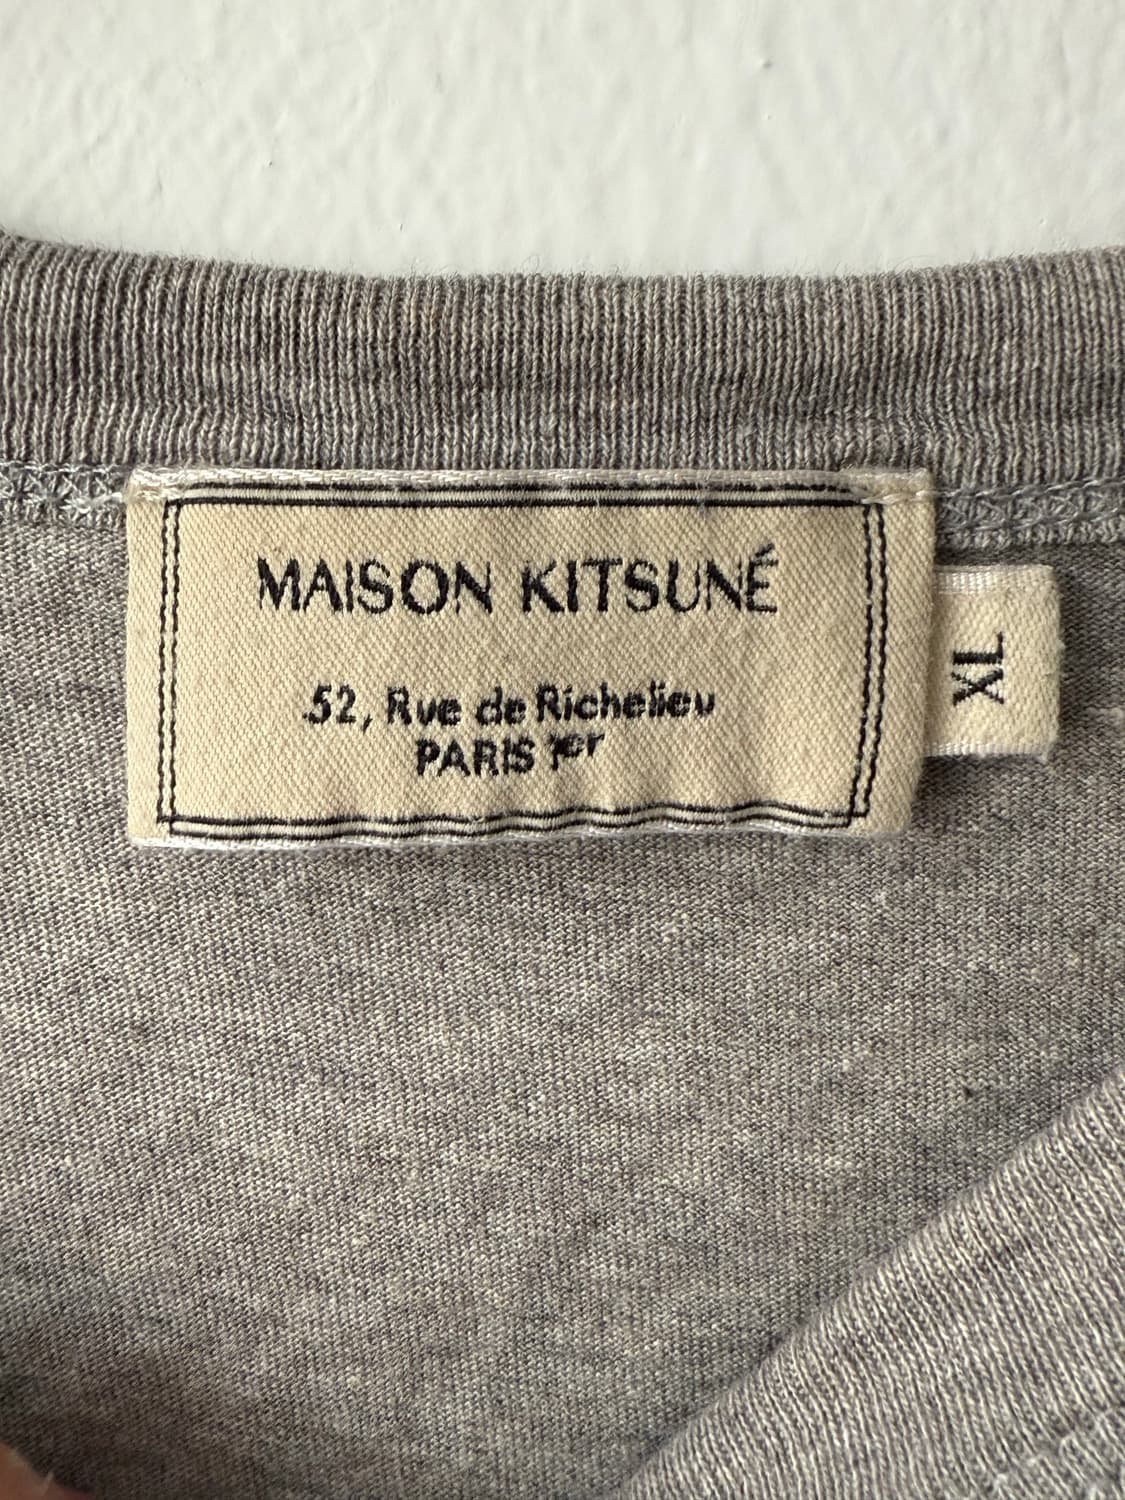 MAISON KITSUNÉ
52, Rue de Richelieu
PARIS 1er
XL